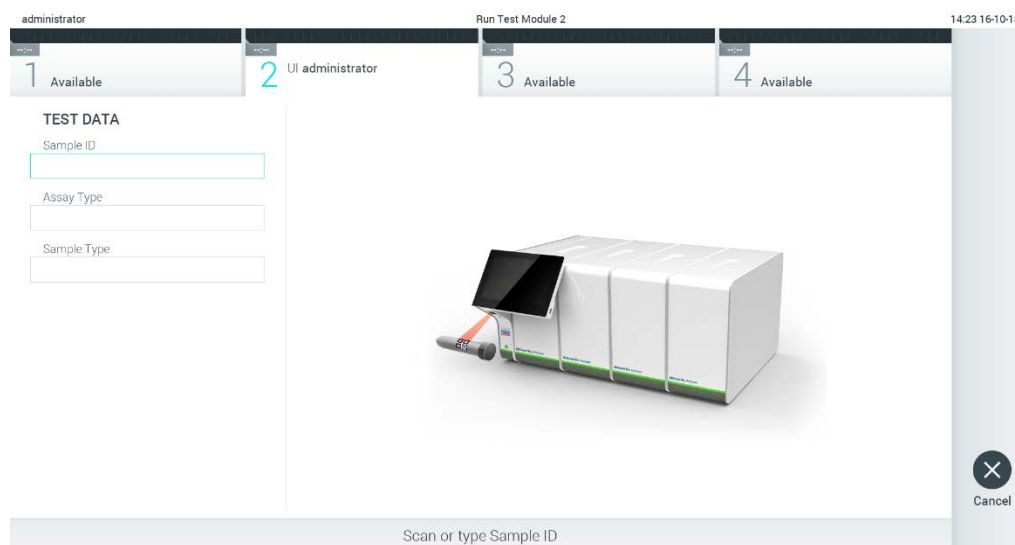 administrator Run Test Module 2 14:23 16-10-1
--:-- --:-- --:-- --:--
1 Available 2 UI administrator 3 Available 4 Available
TEST DATA
Sample ID
Assay Type
Sample Type
Cancel
Scan or type Sample ID